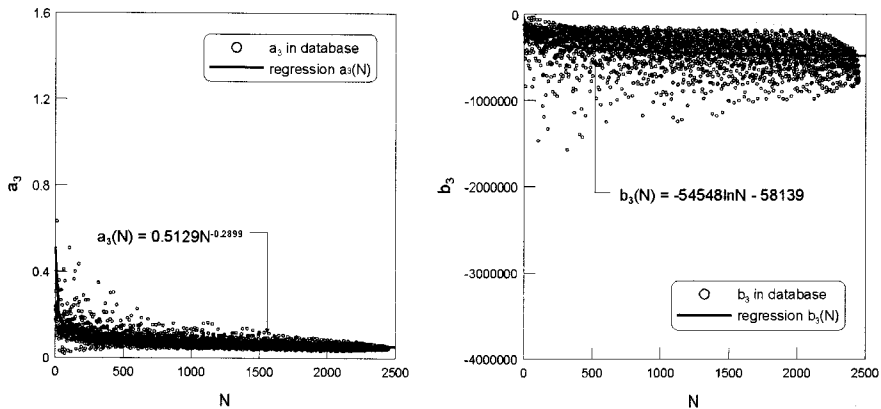 1.6
1.2
0.8
0.4
0
a₃
o a₃ in database
regression a₃(N)
a₃(N) = 0.5129N⁻⁰·²⁸⁹⁹
0 500 1000 1500 2000 2500
N
0
-1000000
-2000000
-3000000
-4000000
b₃
b₃(N) = -54548lnN - 58139
o b₃ in database
regression b₃(N)
0 500 1000 1500 2000 2500
N